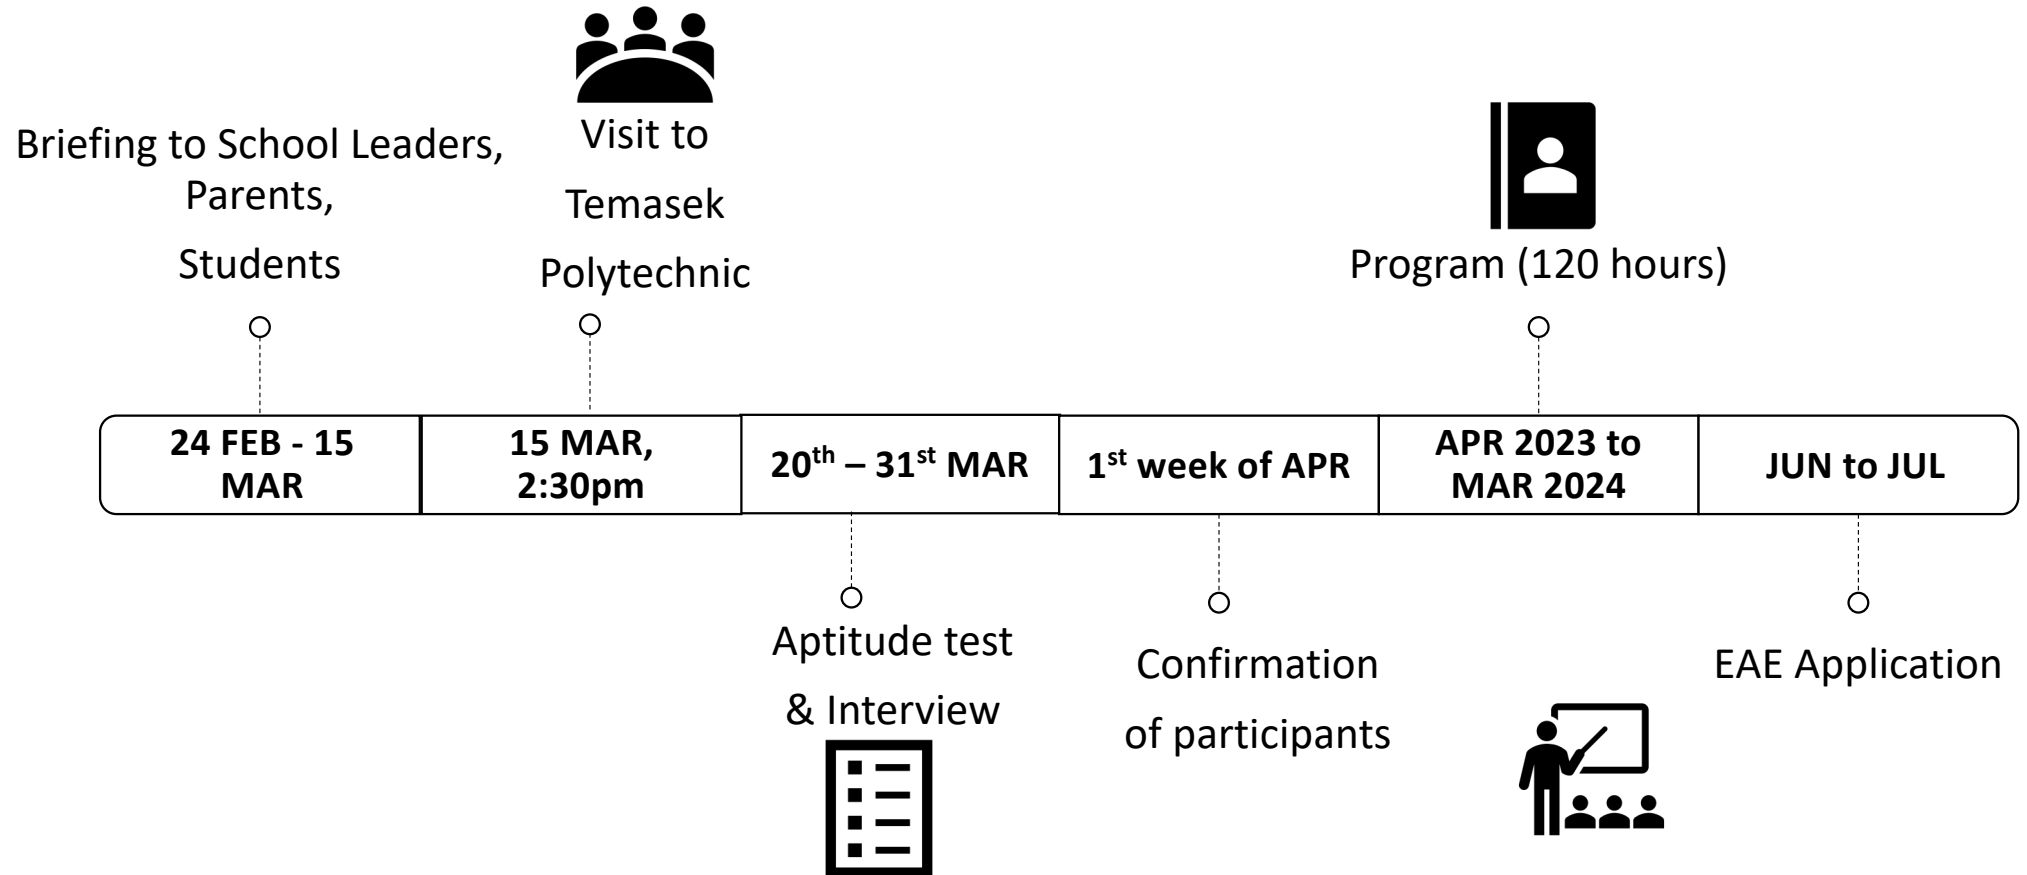 Briefing to School Leaders,
Parents,
Students
Visit to
Temasek
Polytechnic
Program (120 hours)
24 FEB - 15
MAR
15 MAR,
2:30pm
20th – 31st MAR
1st week of APR
APR 2023 to
MAR 2024
JUN to JUL
Aptitude test
& Interview
Confirmation
of participants
EAE Application